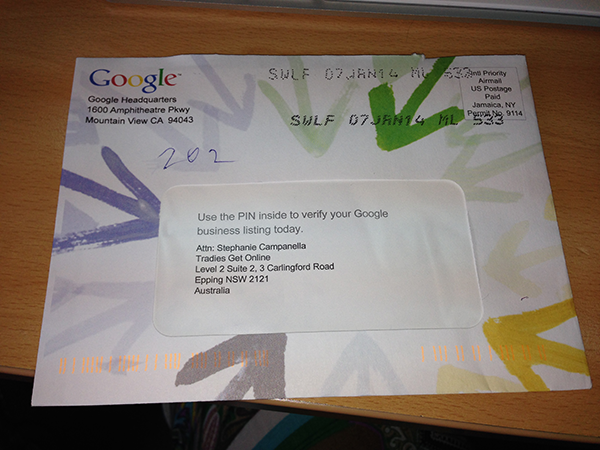 Google™
Google Headquarters
1600 Amphitheatre Pkwy
Mountain View CA 94043
SWLF 07JAN14 ML 533
SWLF 07JAN14 ML 533
Intl Priority
Airmail
US Postage
Paid
Jamaica, NY
Permit No. 9114
202
Use the PIN inside to verify your Google
business listing today.
Attn: Stephanie Campanella
Tradies Get Online
Level 2 Suite 2, 3 Carlingford Road
Epping NSW 2121
Australia